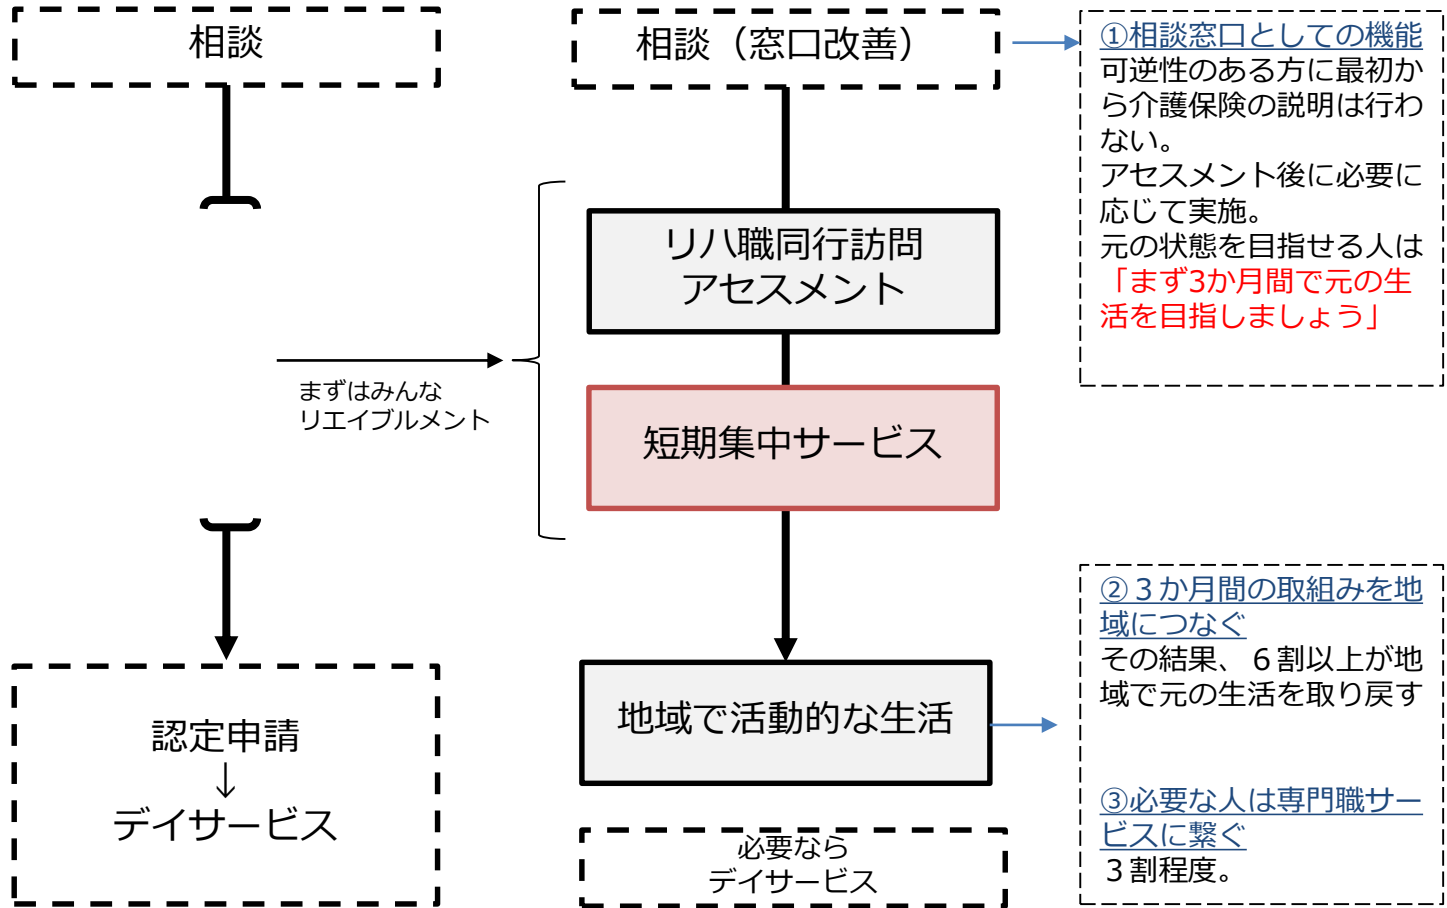 相談
認定申請
↓
デイサービス
まずはみんな
リエイブルメント
相談（窓口改善）
リハ職同行訪問
アセスメント
短期集中サービス
地域で活動的な生活
必要なら
デイサービス
①相談窓口としての機能
可逆性のある方に最初か
ら介護保険の説明は行わ
ない。
アセスメント後に必要に
応じて実施。
元の状態を目指せる人は
「まず3か月間で元の生
活を目指しましょう」
②３か月間の取組みを地
域につなぐ
その結果、６割以上が地
域で元の生活を取り戻す
③必要な人は専門職サー
ビスに繋ぐ
３割程度。